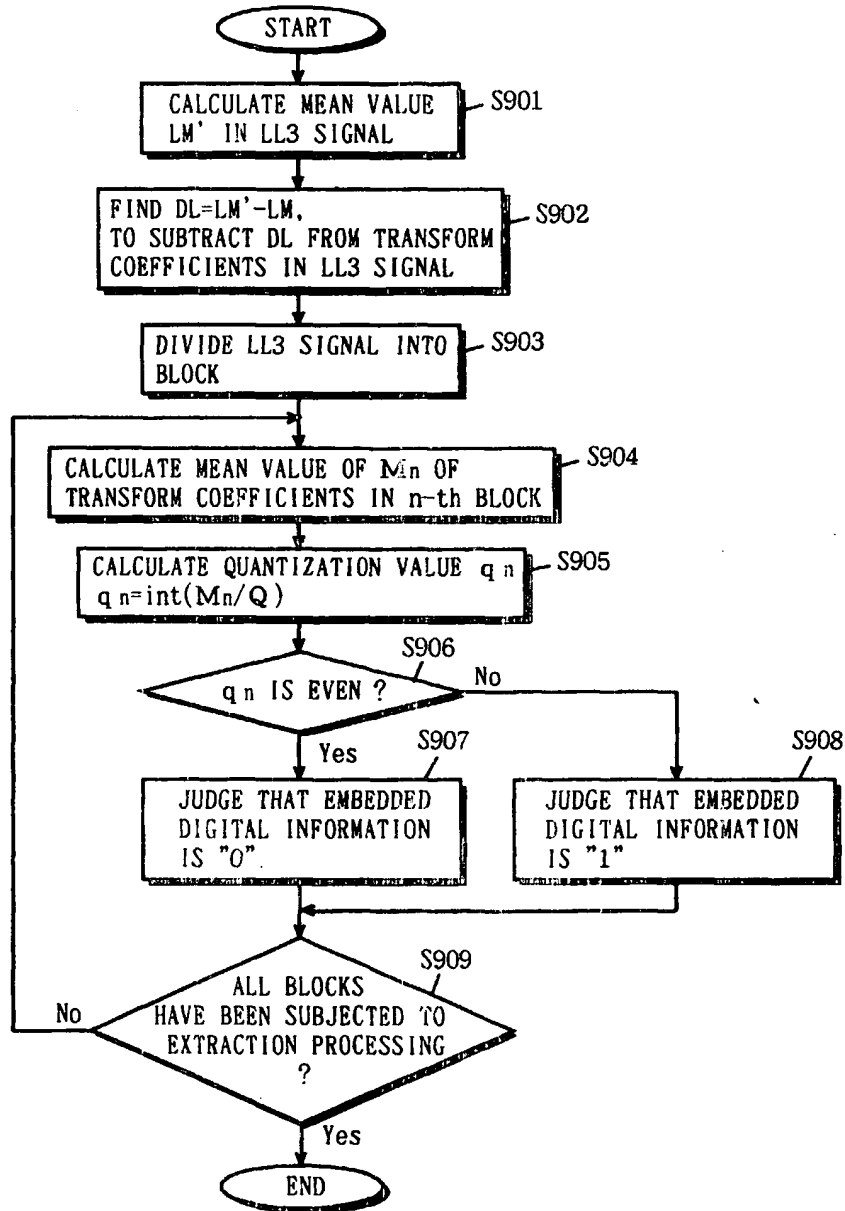 START
CALCULATE MEAN VALUE
LM' IN LL3 SIGNAL
S901
FIND DL=LM'-LM,
TO SUBTRACT DL FROM TRANSFORM
COEFFICIENTS IN LL3 SIGNAL
S902
DIVIDE LL3 SIGNAL INTO
BLOCK
S903
CALCULATE MEAN VALUE OF Mn OF
TRANSFORM COEFFICIENTS IN n-th BLOCK
S904
CALCULATE QUANTIZATION VALUE qn
qn=int(Mn/Q)
S905
S906
qn IS EVEN ?
No
Yes
S907
JUDGE THAT EMBEDDED
DIGITAL INFORMATION
IS "0".
S908
JUDGE THAT EMBEDDED
DIGITAL INFORMATION
IS "1"
S909
ALL BLOCKS
HAVE BEEN SUBJECTED TO
EXTRACTION PROCESSING
?
No
Yes
END